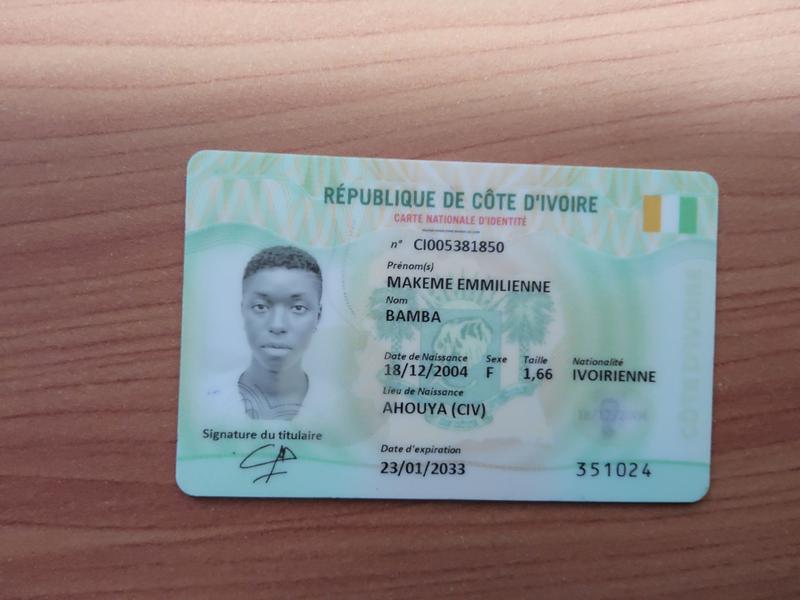 RÉPUBLIQUE DE CÔTE D'IVOIRE
CARTE NATIONALE D'IDENTITÉ
n° CI005381850
Prénom(s)
MAKEME EMMILIENNE
Nom
BAMBA
Date de Naissance Sexe Taille Nationalité
18/12/2004 F 1,66 IVOIRIENNE
Lieu de Naissance
AHOUYA (CIV)
Signature du titulaire
Date d'expiration
23/01/2033
351024